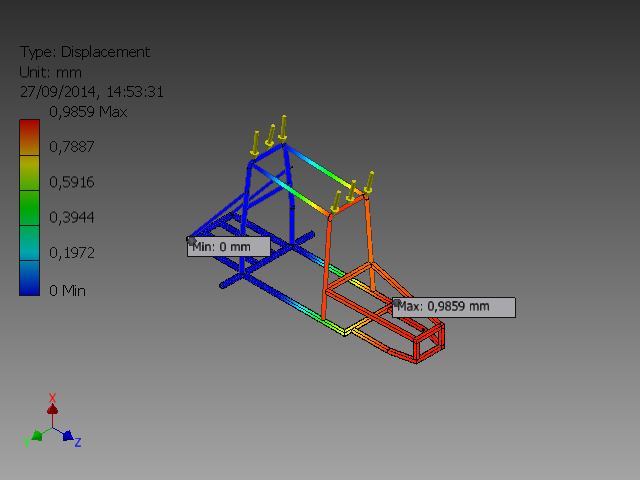 Type: Displacement
Unit: mm
27/09/2014, 14:53:31
0,9859 Max
0,7887
0,5916
0,3944
0,1972
0 Min
Min: 0 mm
Max: 0,9859 mm
X
Y
Z